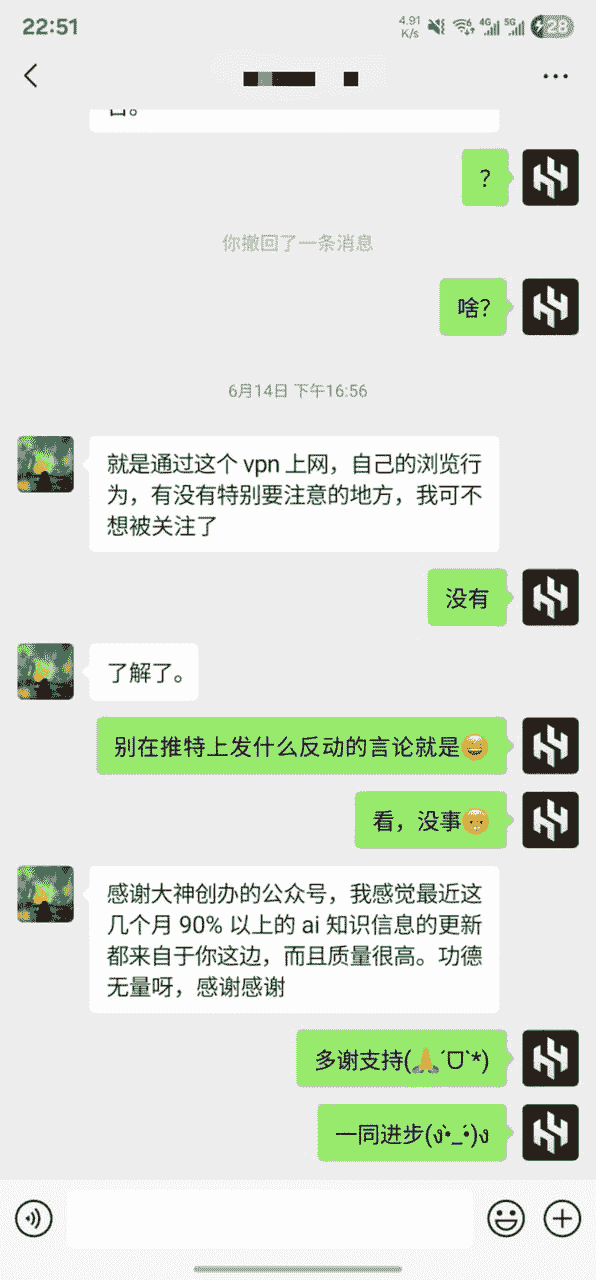 22:51
4.91
K/s
6
4G
5G
28
日。
?
你撤回了一条消息
啥?
6月14日 下午16:56
就是通过这个 vpn 上网，自己的浏览行
为，有没有特别要注意的地方，我可不
想被关注了
没有
了解了。
别在推特上发什么反动的言论就是😄
看，没事
感谢大神创办的公众号，我感觉最近这
几个月 90% 以上的 ai 知识信息的更新
都来自于你这边，而且质量很高。功德
无量呀，感谢感谢
多谢支持(🙏ˊᗜˋ*)
一同进步(ง•̀_•́)ง